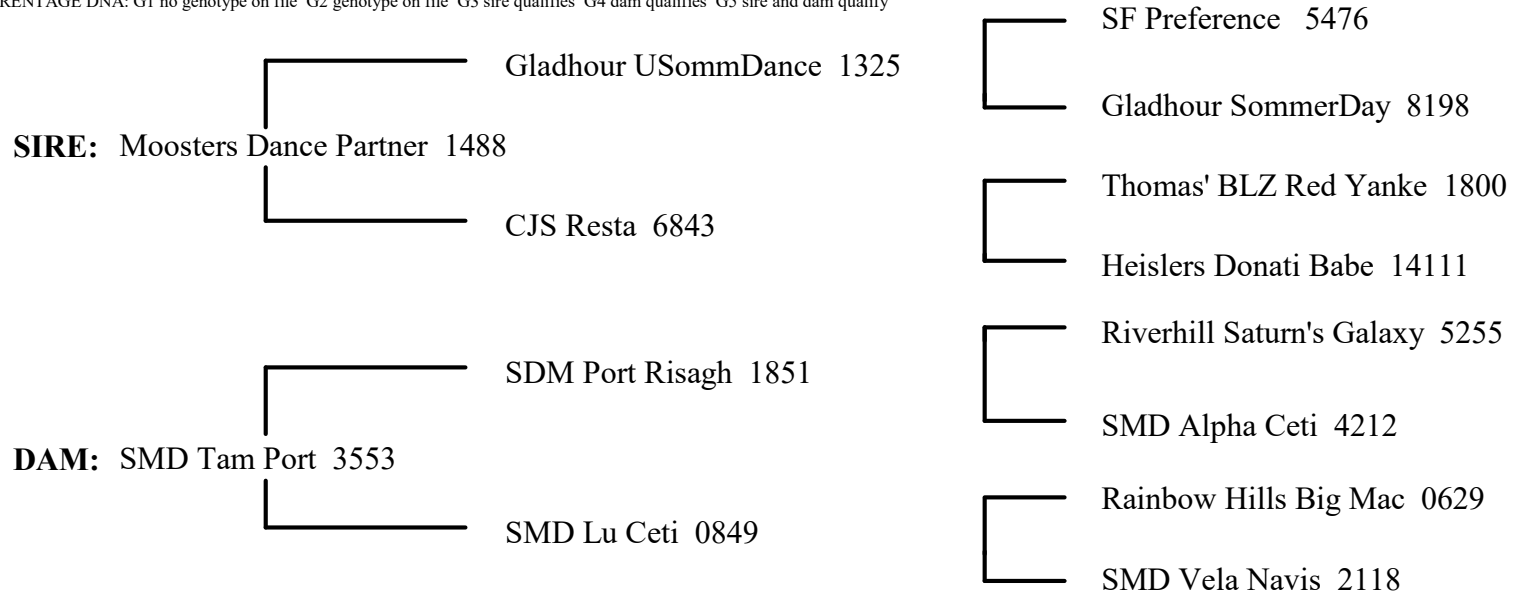 RENTAGE DNA: G1 no genotype on file G2 genotype on file G3 sire qualifies G4 dam qualifies G5 sire and dam qualify
SF Preference 5476
Gladhour USommDance 1325
Gladhour SommerDay 8198
SIRE: Moosters Dance Partner 1488
Thomas' BLZ Red Yanke 1800
CJS Resta 6843
Heislers Donati Babe 14111
Riverhill Saturn's Galaxy 5255
SDM Port Risagh 1851
SMD Alpha Ceti 4212
DAM: SMD Tam Port 3553
Rainbow Hills Big Mac 0629
SMD Lu Ceti 0849
SMD Vela Navis 2118